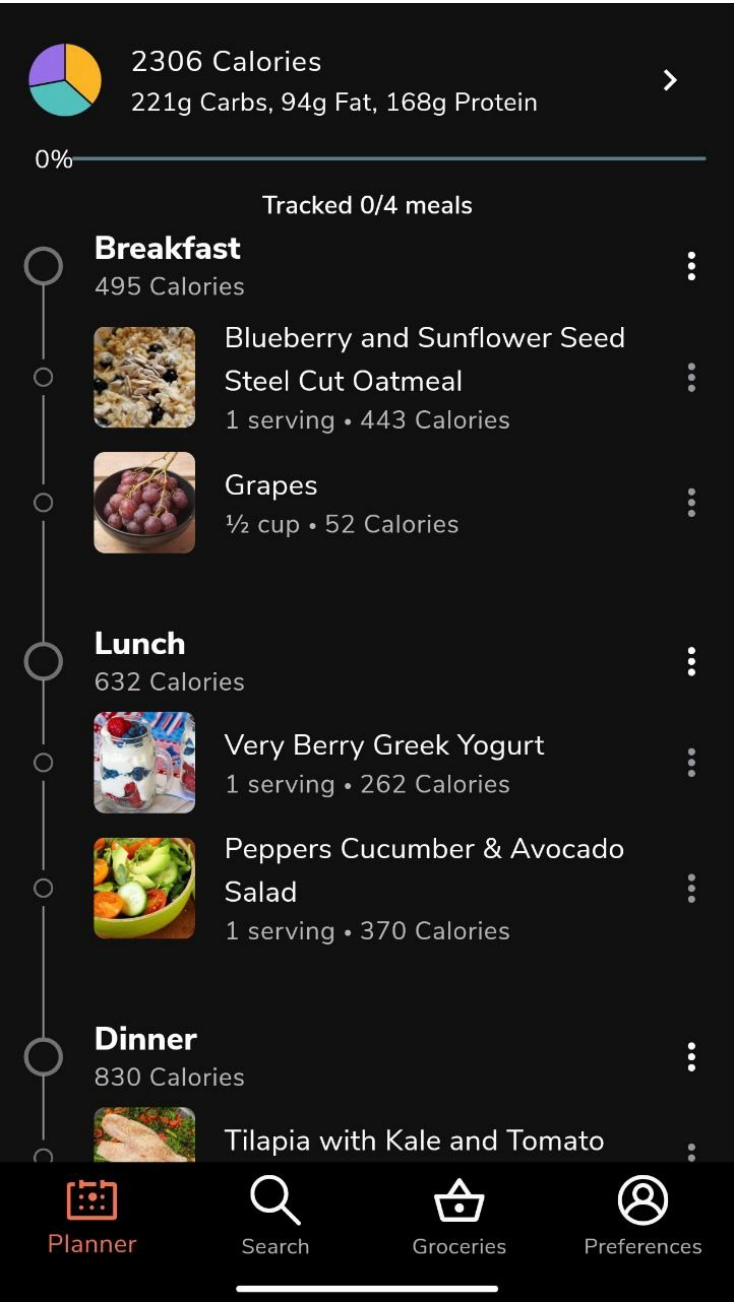 2306 Calories
221g Carbs, 94g Fat, 168g Protein
0%
Tracked 0/4 meals
Breakfast
495 Calories
Blueberry and Sunflower Seed
Steel Cut Oatmeal
1 serving • 443 Calories
Grapes
½ cup • 52 Calories
Lunch
632 Calories
Very Berry Greek Yogurt
1 serving • 262 Calories
Peppers Cucumber & Avocado
Salad
1 serving • 370 Calories
Dinner
830 Calories
Tilapia with Kale and Tomato
Planner
Search
Groceries
Preferences